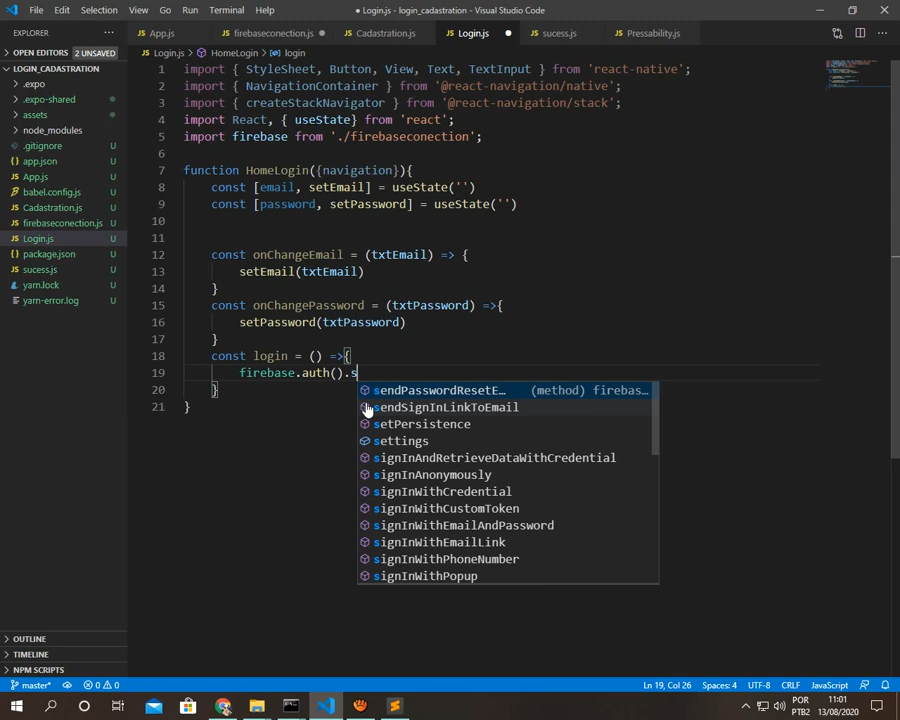 File Edit Selection View Go Run Terminal Help
● Login.js - login_cadastration - Visual Studio Code
EXPLORER ···
App.js firebaseconection.js ● Cadastration.js Login.js ● sucess.js Pressability.js ···
OPEN EDITORS 2 UNSAVED
Login.js > HomeLogin > login
LOGIN_CADASTRATION
.expo
.expo-shared
assets
node_modules
.gitignore U
app.json U
App.js U
babel.config.js U
Cadastration.js U
firebaseconection.js U
Login.js U
package.json U
sucess.js U
yarn.lock U
yarn-error.log U
OUTLINE
TIMELINE
NPM SCRIPTS
1 import { StyleSheet, Button, View, Text, TextInput } from 'react-native';
2 import { NavigationContainer } from '@react-navigation/native';
3 import { createStackNavigator } from '@react-navigation/stack';
4 import React, { useState} from 'react';
5 import firebase from './firebaseconection';
6
7 function HomeLogin({navigation}){
8 const [email, setEmail] = useState('')
9 const [password, setPassword] = useState('')
10
11
12 const onChangeEmail = (txtEmail) => {
13 setEmail(txtEmail)
14 }
15 const onChangePassword = (txtPassword) =>{
16 setPassword(txtPassword)
17 }
18 const login = () =>{
19 firebase.auth().s
20 }
21 }
sendPasswordResetE… (method) firebas…
sendSignInLinkToEmail
setPersistence
settings
signInAndRetrieveDataWithCredential
signInAnonymously
signInWithCredential
signInWithCustomToken
signInWithEmailAndPassword
signInWithEmailLink
signInWithPhoneNumber
signInWithPopup
master* 0 0 Ln 19, Col 26 Spaces: 4 UTF-8 CRLF JavaScript
POR 11:01
PTB2 13/08/2020